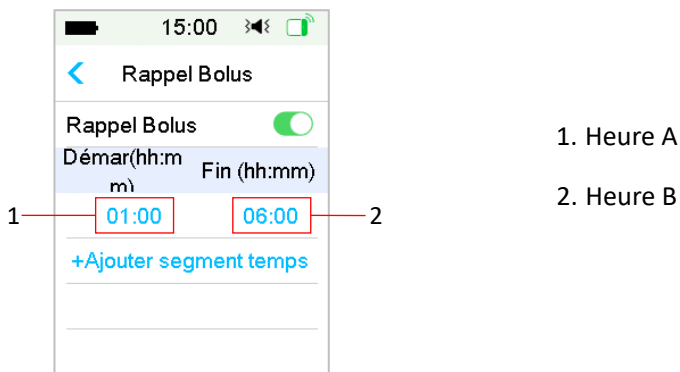 15:00
Rappel Bolus
Rappel Bolus
Démar(hh:m
m)
Fin (hh:mm)
1
01:00
06:00
2
+Ajouter segment temps
1. Heure A
2. Heure B